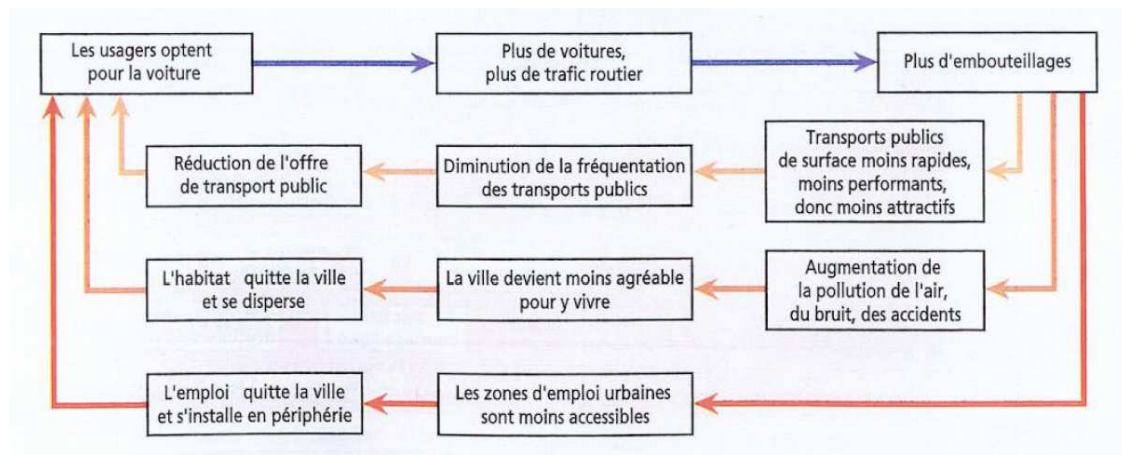 Les usagers optent
pour la voiture
Plus de voitures,
plus de trafic routier
Plus d'embouteillages
Réduction de l'offre
de transport public
Diminution de la fréquentation
des transports publics
Transports publics
de surface moins rapides,
moins performants,
donc moins attractifs
L'habitat quitte la ville
et se disperse
La ville devient moins agréable
pour y vivre
Augmentation de
la pollution de l'air,
du bruit, des accidents
L'emploi quitte la ville
et s'installe en périphérie
Les zones d'emploi urbaines
sont moins accessibles